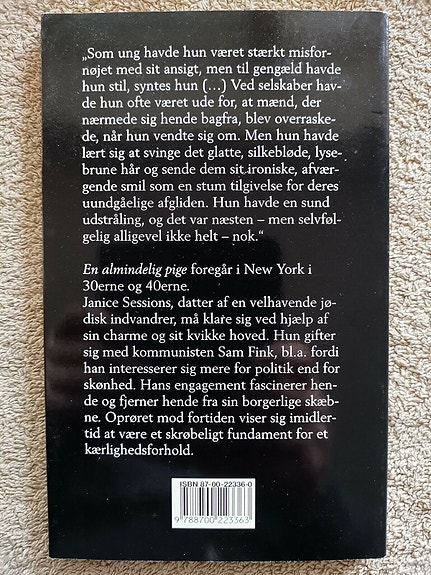 „Som ung havde hun været stærkt misfor-
nøjet med sit ansigt, men til gengæld havde
hun stil, syntes hun (…) Ved selskaber hav-
de hun ofte været ude for, at mænd, der
nærmede sig hende bagfra, blev overraske-
de, når hun vendte sig om. Men hun havde
lært sig at svinge det glatte, silkebløde, lyse-
brune hår og sende dem sit ironiske, afvær-
gende smil som en stum tilgivelse for deres
uundgåelige afgliden. Hun havde en sund
udstråling, og det var næsten – men selvføl-
gelig alligevel ikke helt – nok.“
En almindelig pige foregår i New York i
30erne og 40erne.
Janice Sessions, datter af en velhavende jø-
disk indvandrer, må klare sig ved hjælp af
sin charme og sit kvikke hoved. Hun gifter
sig med kommunisten Sam Fink, bl.a. fordi
han interesserer sig mere for politik end for
skønhed. Hans engagement fascinerer hen-
de og fjerner hende fra sin borgerlige skæb-
ne. Oprøret mod fortiden viser sig imidler-
tid at være et skrøbeligt fundament for et
kærlighedsforhold.
ISBN 87-00-22336-0
9 788700 223363